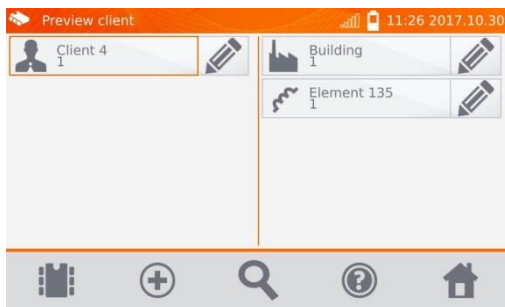 Preview client
11:26 2017.10.30
Client 4
1
Building
1
Element 135
1